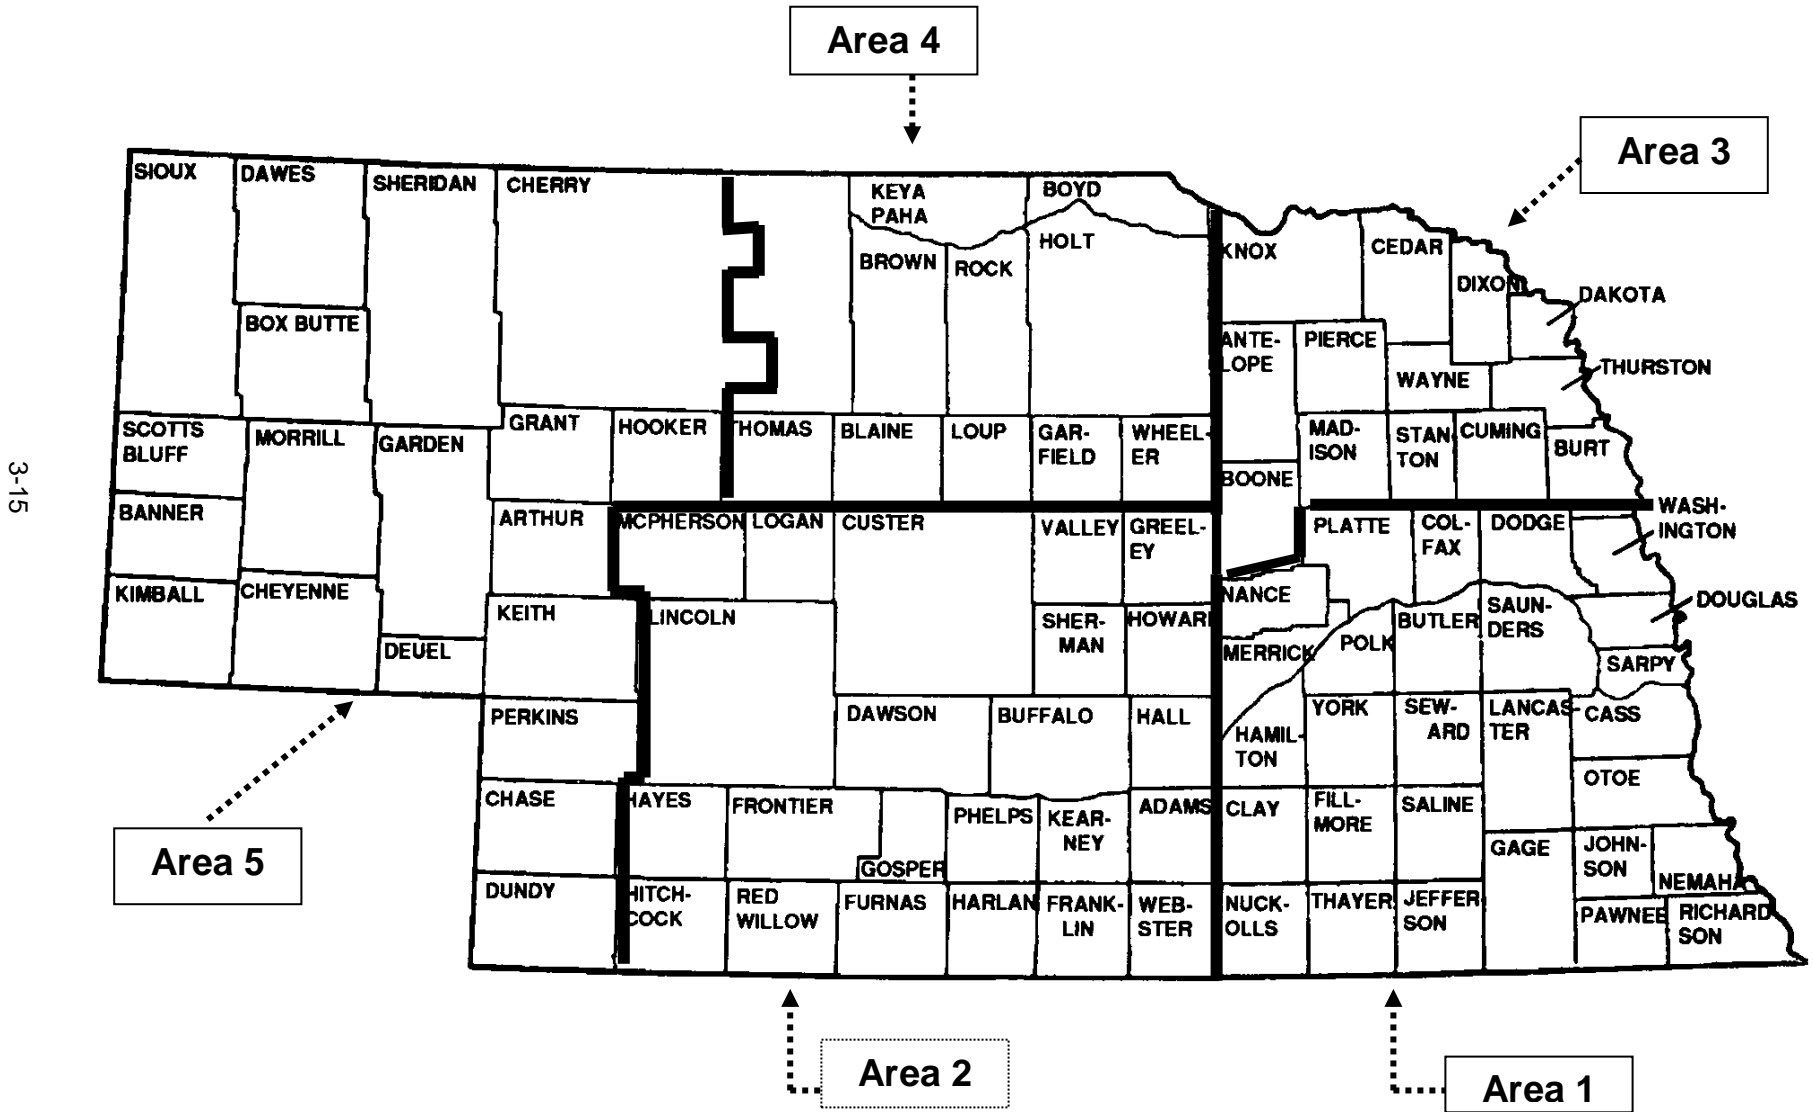 Area 4
Area 3
SIOUX
DAWES
SHERIDAN
CHERRY
KEYA
PAHA
BOYD
HOLT
BROWN
ROCK
KNOX
CEDAR
DIXON
DAKOTA
BOX BUTTE
ANTE-
LOPE
PIERCE
WAYNE
THURSTON
SCOTTS
BLUFF
MORRILL
GARDEN
GRANT
HOOKER
THOMAS
BLAINE
LOUP
GAR-
FIELD
WHEEL-
ER
BOONE
MAD-
ISON
STAN
TON
CUMING
BURT
3-15
BANNER
ARTHUR
MCPHERSON
LOGAN
CUSTER
VALLEY
GREEL-
EY
PLATTE
COL-
FAX
DODGE
WASH-
INGTON
KIMBALL
CHEYENNE
KEITH
LINCOLN
SHER-
MAN
HOWARD
NANCE
MERRICK
POLK
BUTLER
SAUN-
DERS
DOUGLAS
SARPY
DEUEL
PERKINS
DAWSON
BUFFALO
HALL
HAMIL-
TON
YORK
SEW-
ARD
LANCAS-
TER
CASS
OTOE
CHASE
HAYES
FRONTIER
GOSPER
PHELPS
KEAR-
NEY
ADAMS
CLAY
FILL-
MORE
SALINE
GAGE
JOHN-
SON
NEMAHA
DUNDY
HITCH-
COCK
RED
WILLOW
FURNAS
HARLAN
FRANK-
LIN
WEB-
STER
NUCK-
OLLS
THAYER
JEFFER
SON
PAWNEE
RICHARD
SON
Area 5
Area 2
Area 1